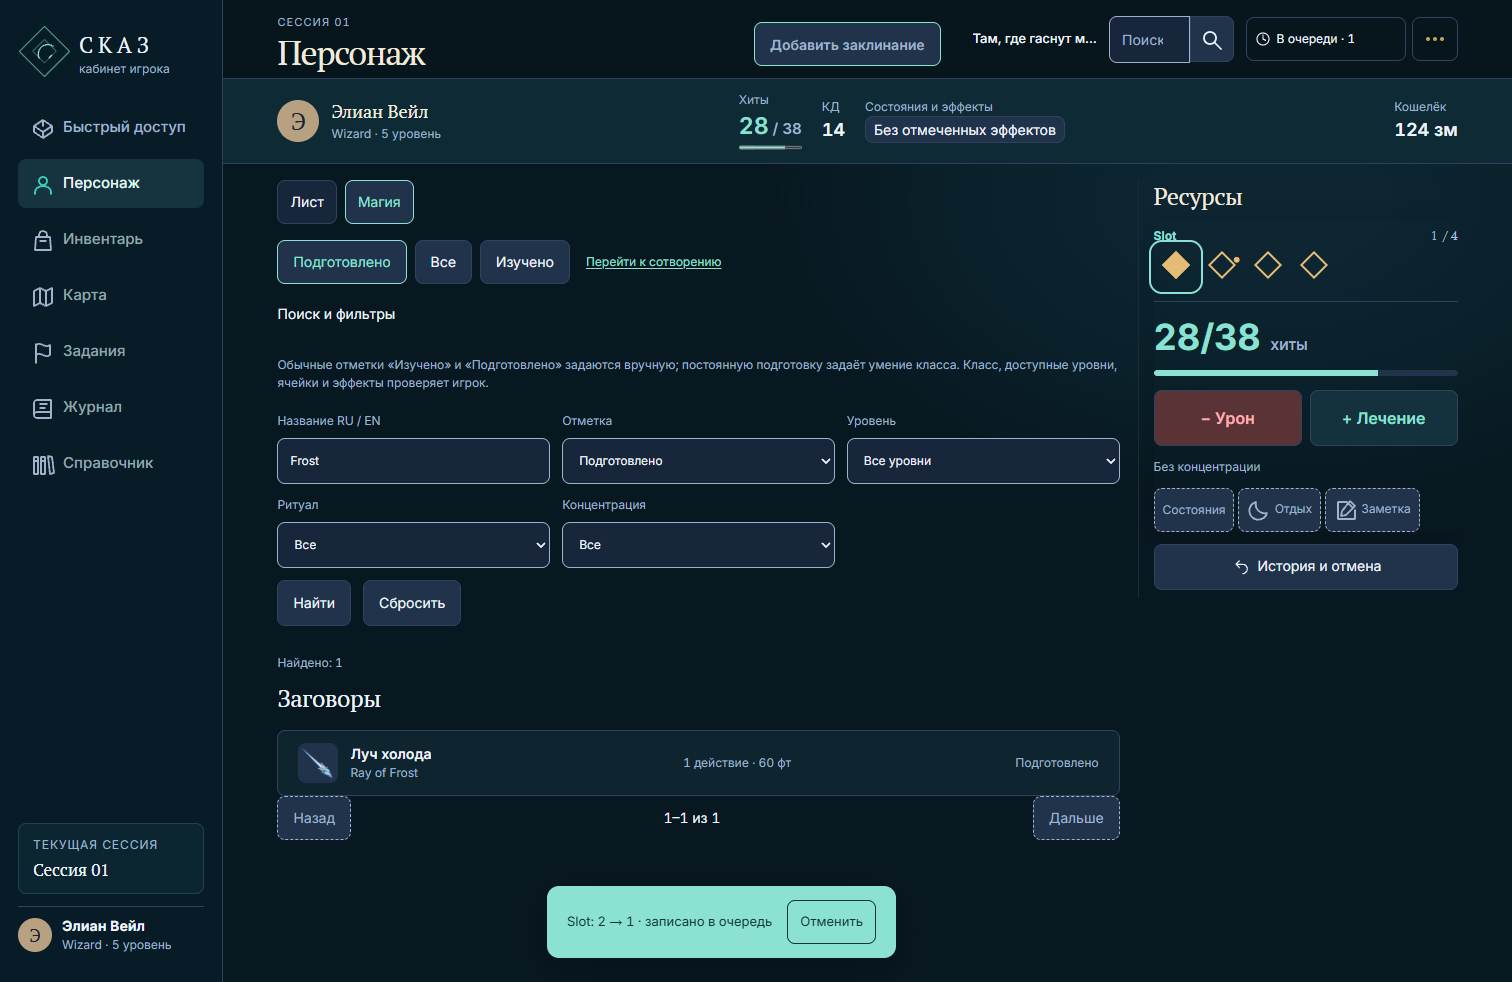 СКАЗ
кабинет игрока
Быстрый доступ
Персонаж
Инвентарь
Карта
Задания
Журнал
Справочник
ТЕКУЩАЯ СЕССИЯ
Сессия 01
Э
Элиан Вейл
Wizard · 5 уровень
СЕССИЯ 01
Персонаж
Добавить заклинание
Там, где гаснут м...
Поиск
В очереди · 1
Э
Элиан Вейл
Wizard · 5 уровень
Хиты
28 / 38
КД
14
Состояния и эффекты
Без отмеченных эффектов
Кошелёк
124 зм
Лист
Магия
Подготовлено
Все
Изучено
Перейти к сотворению
Поиск и фильтры
Обычные отметки «Изучено» и «Подготовлено» задаются вручную; постоянную подготовку задаёт умение класса. Класс, доступные уровни,
ячейки и эффекты проверяет игрок.
Название RU / EN
Frost
Отметка
Подготовлено
Уровень
Все уровни
Ритуал
Все
Концентрация
Все
Найти
Сбросить
Найдено: 1
Заговоры
Луч холода
Ray of Frost
1 действие · 60 фт
Подготовлено
Назад
1–1 из 1
Дальше
Ресурсы
Slot
1 / 4
28/38 хиты
− Урон
+ Лечение
Без концентрации
Состояния
Отдых
Заметка
История и отмена
Slot: 2 → 1 · записано в очередь
Отменить